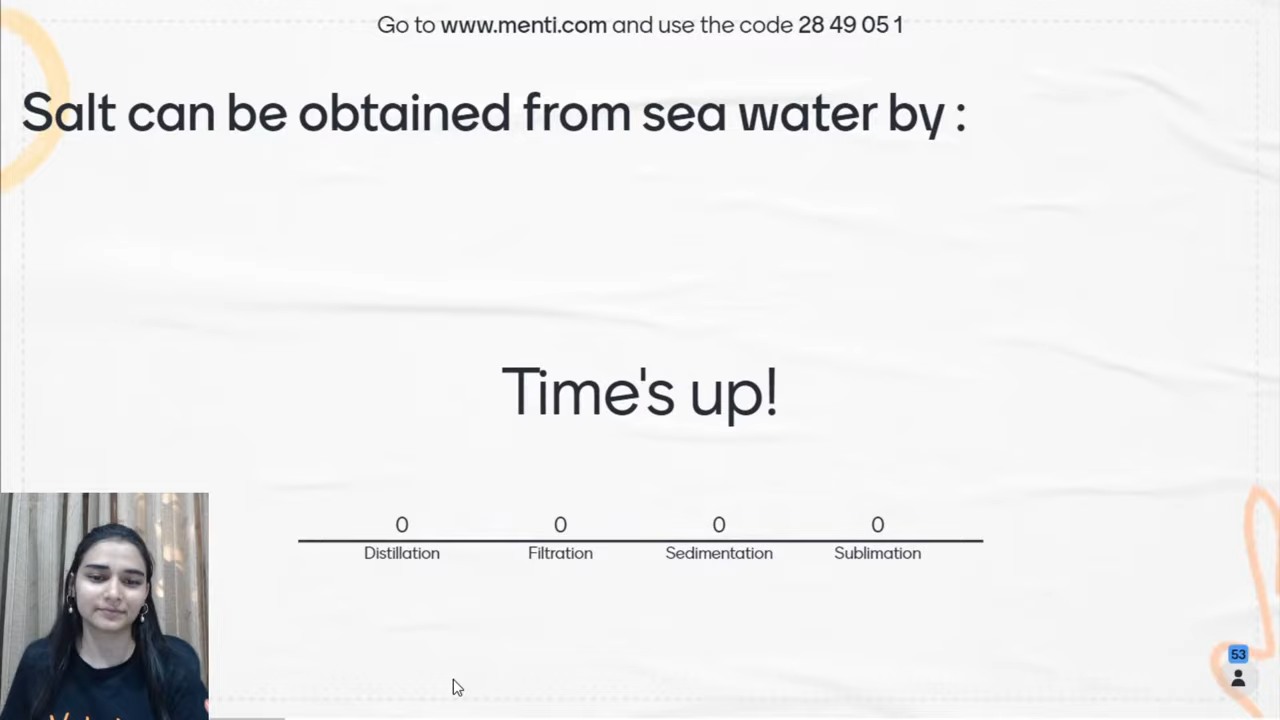 Go to www.menti.com and use the code 28 49 05 1
Salt can be obtained from sea water by :
Time's up!
0 0 0 0
Distillation Filtration Sedimentation Sublimation
53